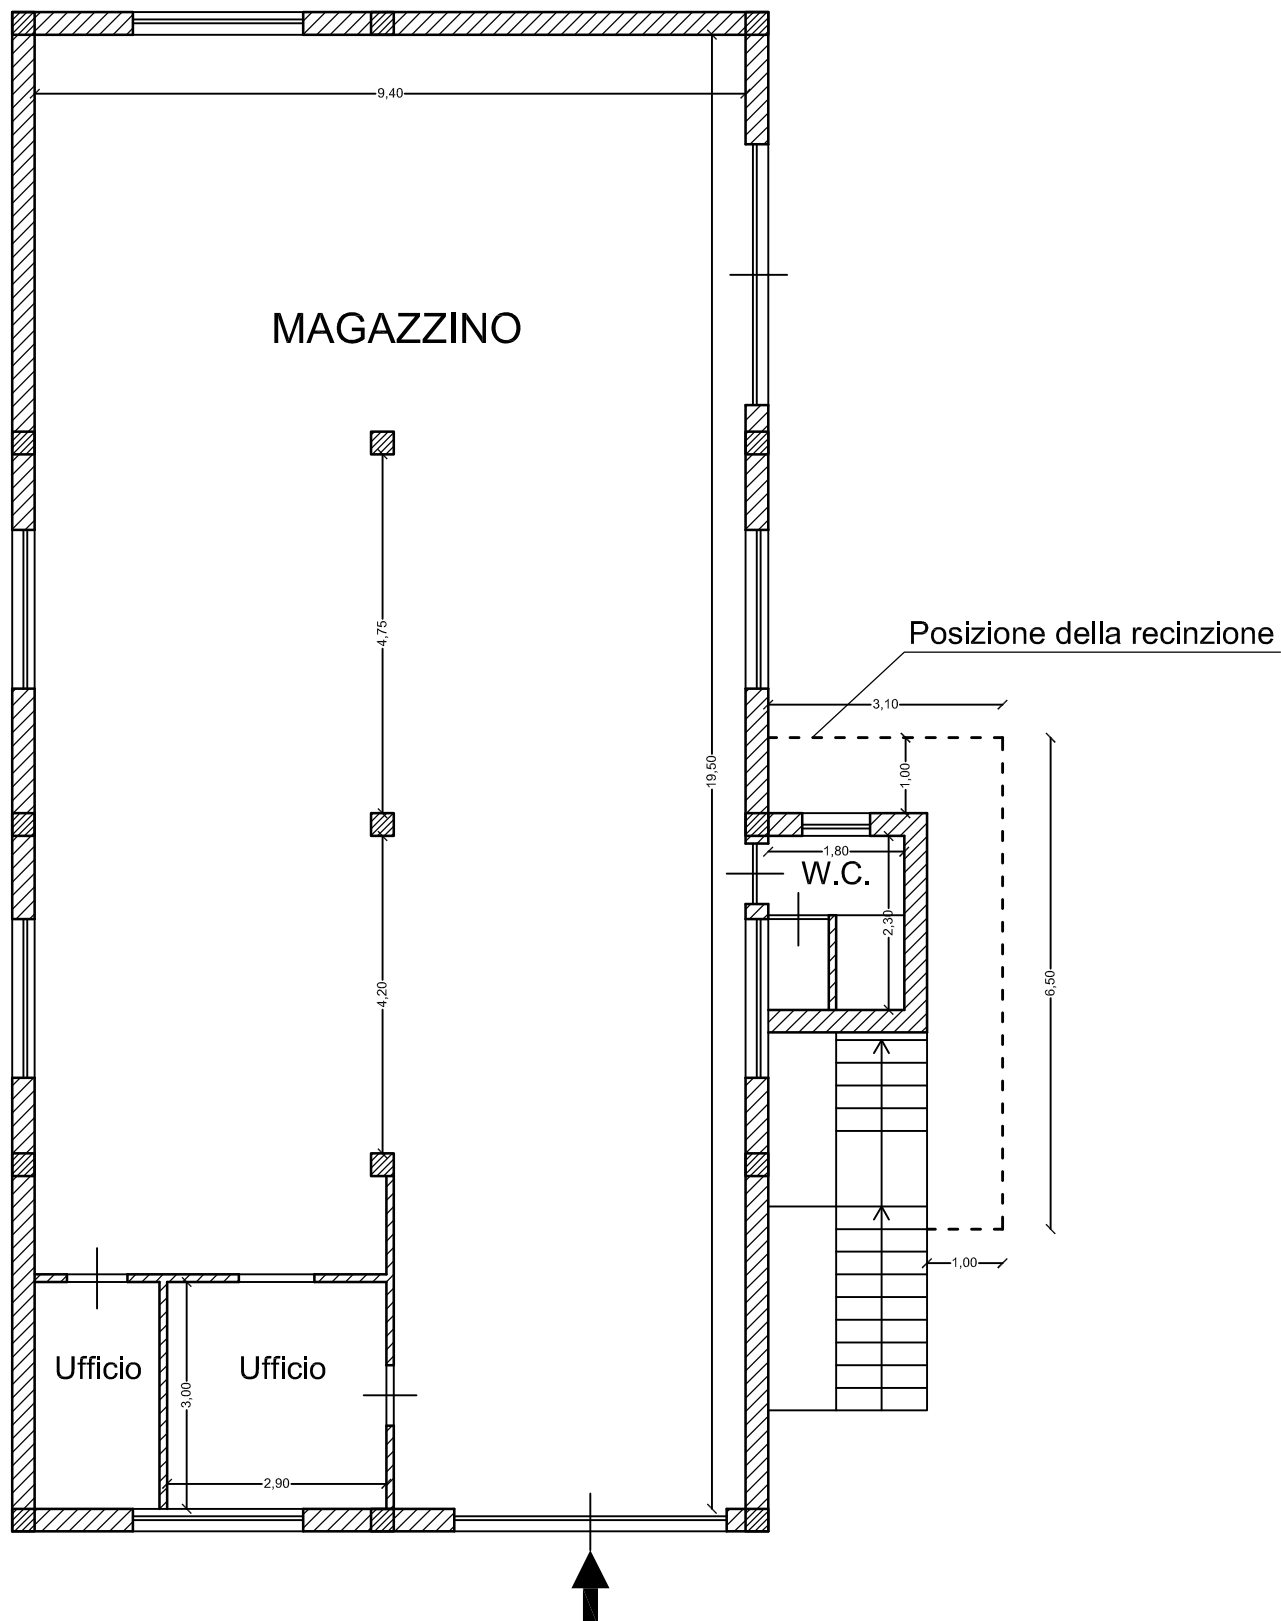 9,40
MAGAZZINO
4,75
Posizione della recinzione
3,10
19,50
1,00
1,80
W.C.
2,30
4,20
6,50
1,00
Ufficio
Ufficio
3,00
2,90